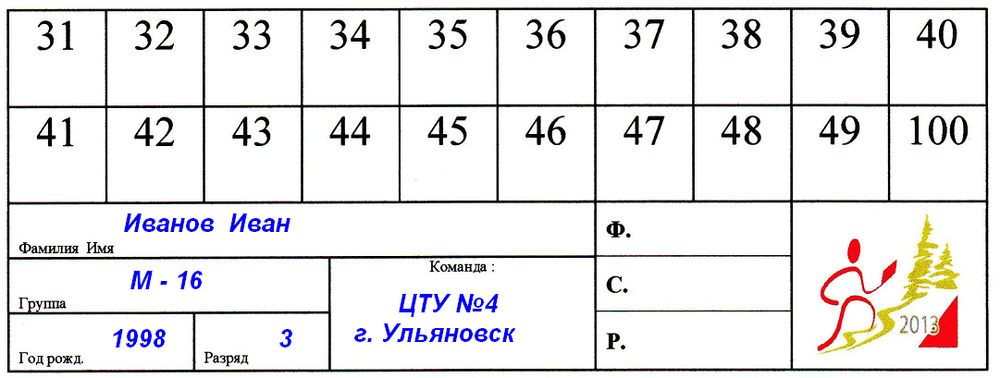 31 32 33 34 35 36 37 38 39 40
41 42 43 44 45 46 47 48 49 100
Иванов Иван
Фамилия Имя
М - 16
Группа
1998
Год рожд.
3
Разряд
Команда :
ЦТУ №4
г. Ульяновск
Ф.
С.
Р.
2013